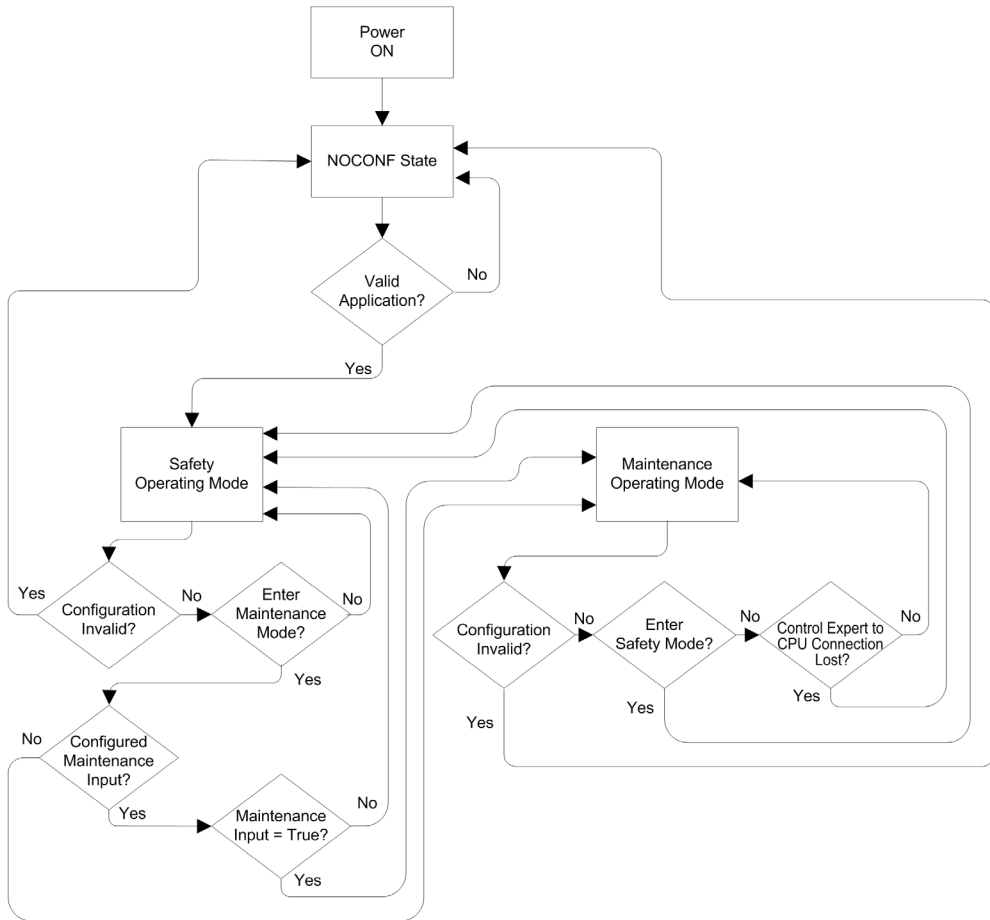 Power
ON
NOCONF State
Valid
Application?
No
Yes
Safety
Operating Mode
Maintenance
Operating Mode
Yes
Configuration
Invalid?
No
Enter
Maintenance
Mode?
No
Yes
Configuration
Invalid?
No
Enter
Safety Mode?
No
Control Expert to
CPU Connection
Lost?
No
Yes
Yes
Yes
No
Configured
Maintenance
Input?
Yes
Maintenance
Input = True?
No
Yes